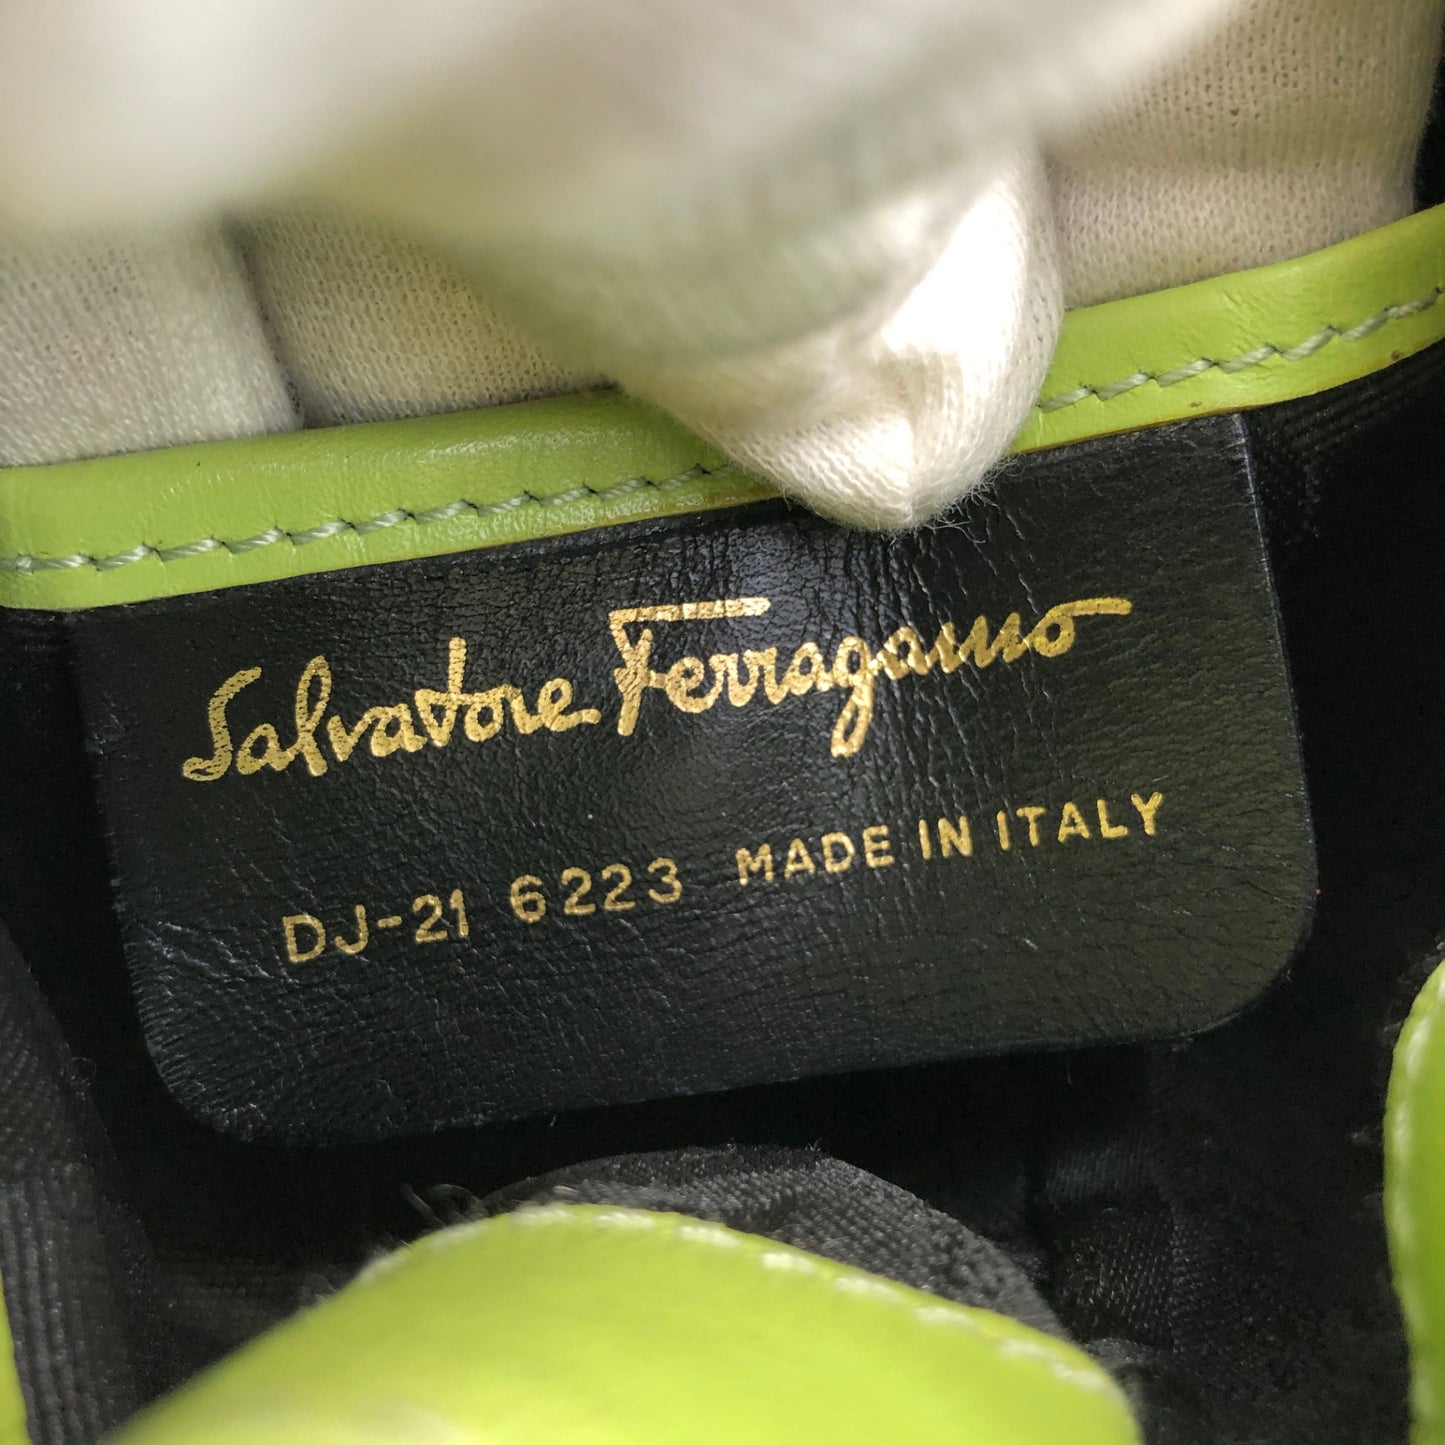 Salvatore Ferragamo
DJ-21 6223 MADE IN ITALY